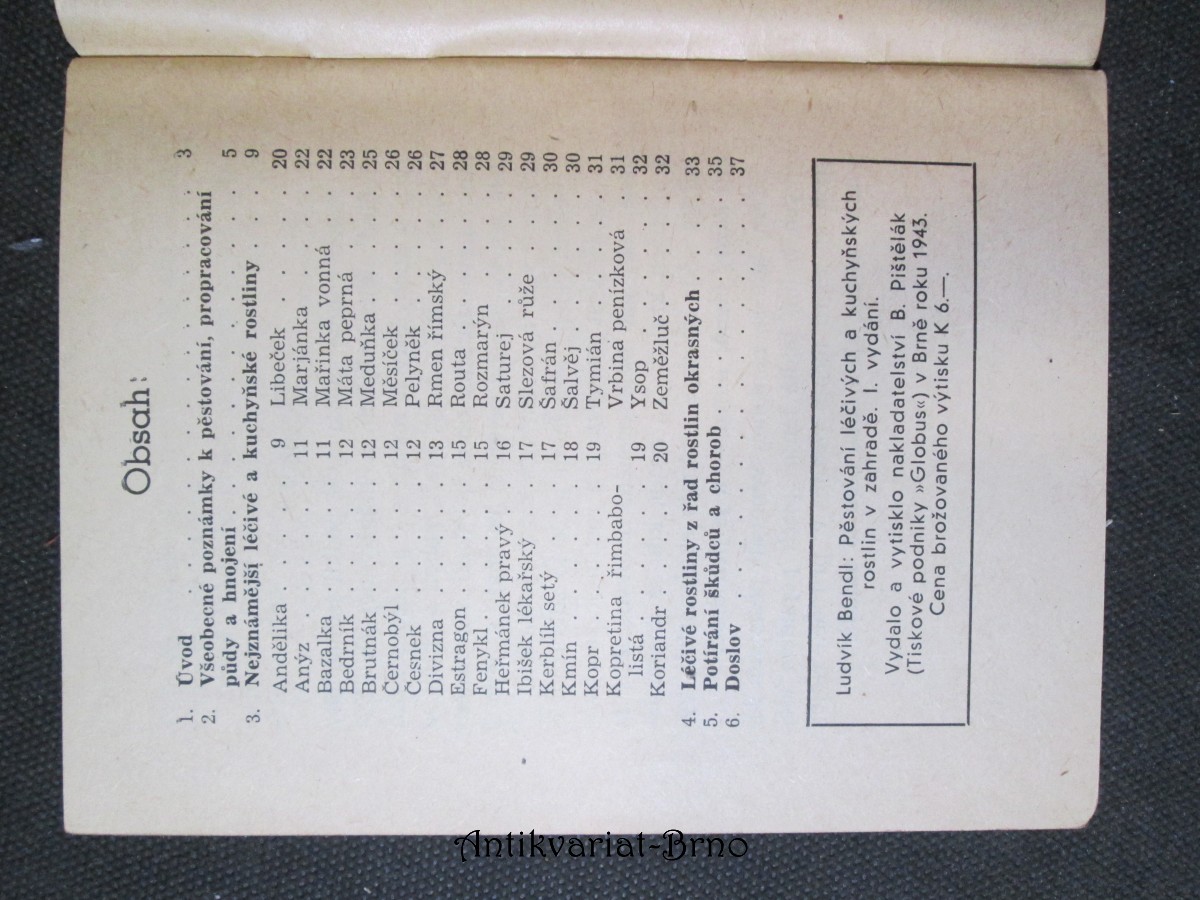 Obsah:
1. Úvod . . . . . . . . . . . . . . . . . 3
2. Všeobecné poznámky k pěstování, propracování
půdy a hnojení . . . . . . . . . . . . 5
3. Nejznámější léčivé a kuchyňské rostliny . . . 9
Andělika . . . . . 9
Anýz . . . . . . . 11
Bazalka . . . . . 11
Bedrník . . . . . 12
Brutnák . . . . . 12
Černobýl . . . . . 12
Česnek . . . . . . 12
Divizna . . . . . 13
Estragon . . . . . 15
Fenykl . . . . . . 15
Heřmánek pravý . . 16
Ibišek lékařský . . 17
Kerblík setý . . . 17
Kmín . . . . . . . 18
Kopr . . . . . . . 19
Kopretina římbabo-
listá . . . . . . 19
Koriandr . . . . . 20
Libeček . . . . . 20
Marjánka . . . . . 22
Mařinka vonná . . 22
Máta peprná . . . 23
Meduňka . . . . . 25
Měsíček . . . . . 26
Pelyněk . . . . . 26
Rmen římský . . . 27
Routa . . . . . . 28
Rozmarýn . . . . 28
Saturej . . . . . 29
Slezová růže . . . 29
Šafrán . . . . . . 30
Šalvěj . . . . . . 30
Tymián . . . . . 31
Vrbina penízková . 31
Ysop . . . . . . . 32
Zeměžluč . . . . . 32
4. Léčivé rostliny z řad rostlin okrasných . . . . 33
5. Potírání škůdců a chorob . . . . . . . . . 35
6. Doslov . . . . . . . . . . . . . . . . 37
Ludvík Bendl: Pěstování léčivých a kuchyňských
rostlin v zahradě. I. vydání.
Vydalo a vytisklo nakladatelství B. Pištělák
(Tiskové podniky »Globus«) v Brně roku 1943.
Cena brožovaného výtisku K 6.—.
Antikvariat-Brno